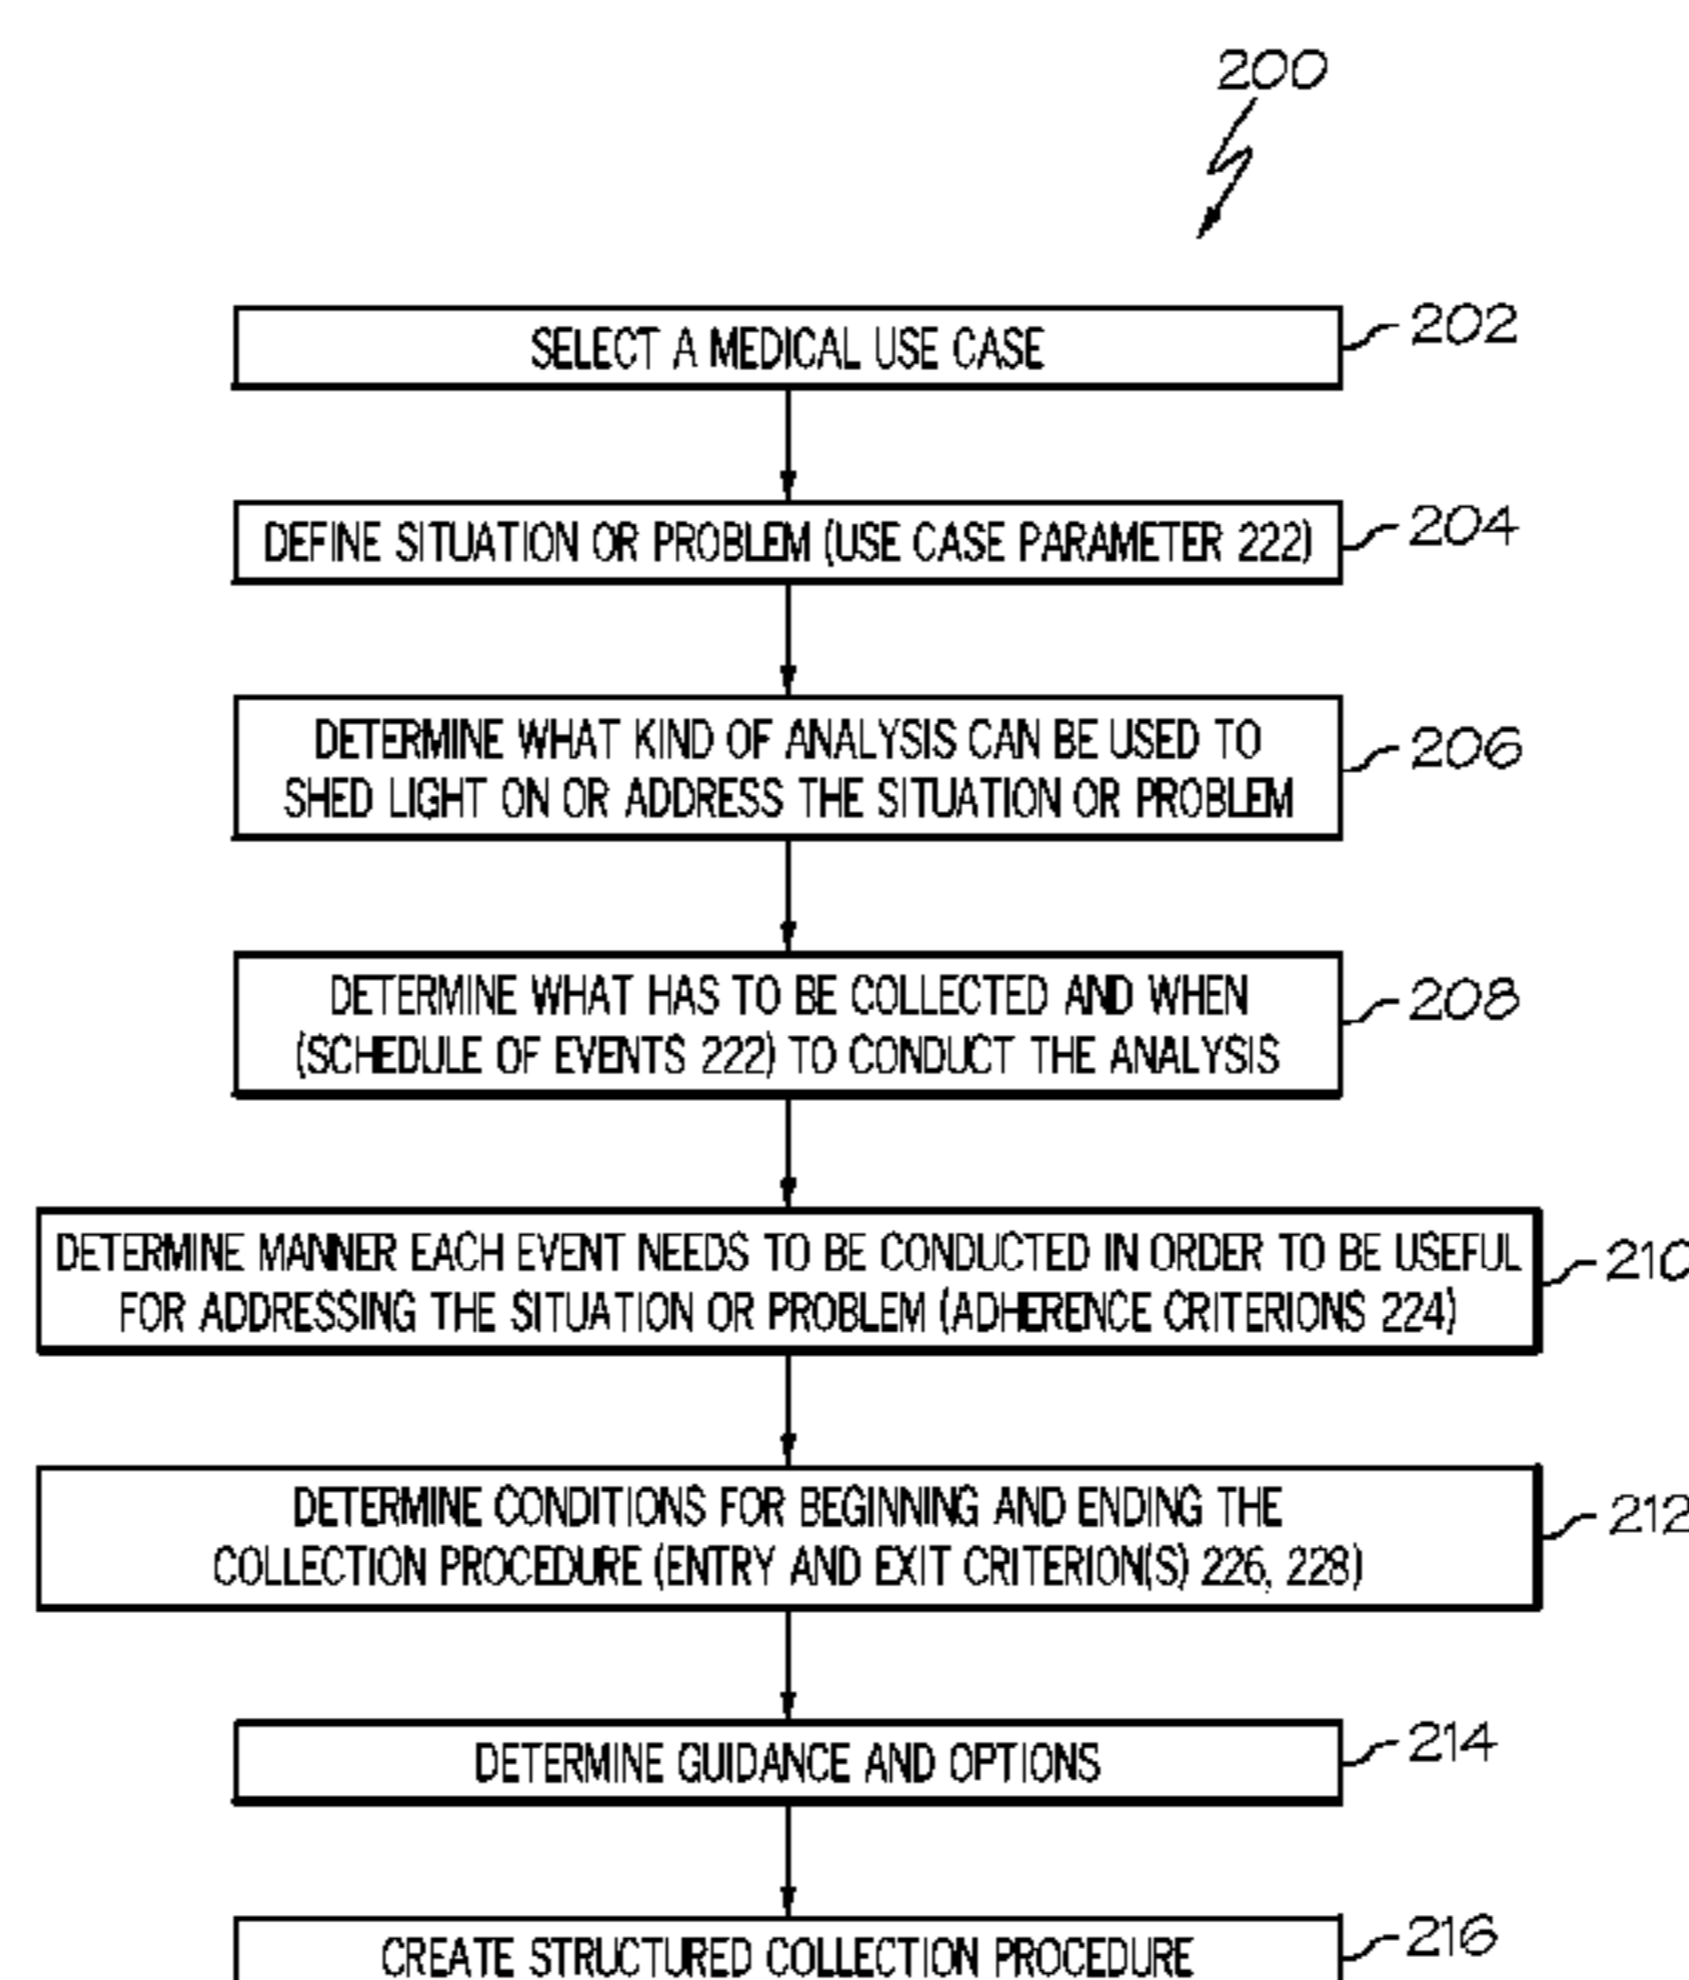 200
SELECT A MEDICAL USE CASE
202
DEFINE SITUATION OR PROBLEM (USE CASE PARAMETER 222)
204
DETERMINE WHAT KIND OF ANALYSIS CAN BE USED TO
SHED LIGHT ON OR ADDRESS THE SITUATION OR PROBLEM
206
DETERMINE WHAT HAS TO BE COLLECTED AND WHEN
(SCHEDULE OF EVENTS 222) TO CONDUCT THE ANALYSIS
208
DETERMINE MANNER EACH EVENT NEEDS TO BE CONDUCTED IN ORDER TO BE USEFUL
FOR ADDRESSING THE SITUATION OR PROBLEM (ADHERENCE CRITERIONS 224)
210
DETERMINE CONDITIONS FOR BEGINNING AND ENDING THE
COLLECTION PROCEDURE (ENTRY AND EXIT CRITERION(S) 226, 228)
212
DETERMINE GUIDANCE AND OPTIONS
214
CREATE STRUCTURED COLLECTION PROCEDURE
216